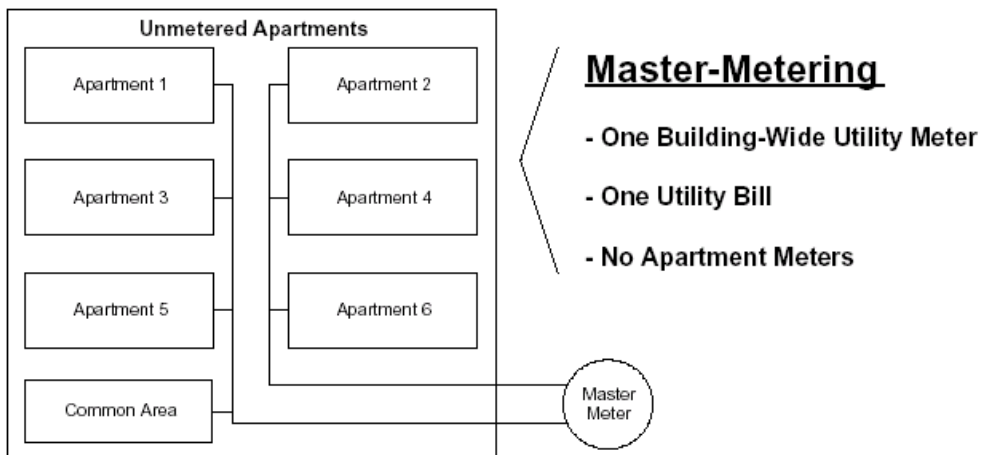 Unmetered Apartments
Apartment 1
Apartment 2
Apartment 3
Apartment 4
Apartment 5
Apartment 6
Common Area
Master-Metering
- One Building-Wide Utility Meter
- One Utility Bill
- No Apartment Meters
Master
Meter